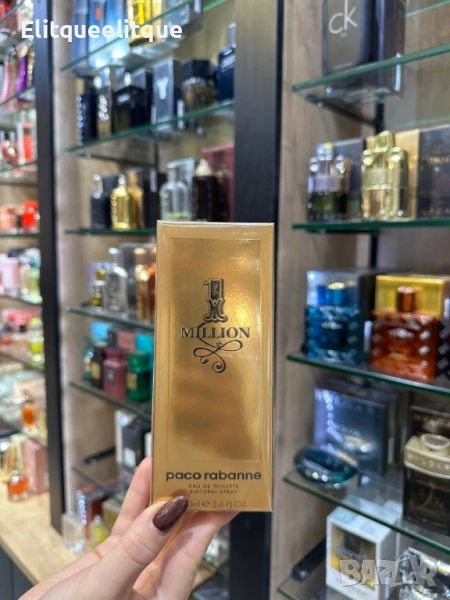 Elitqueelitque
ck
1
MILLION
paco rabanne
EAU DE TOILETTE
NATURAL SPRAY
3.4 FL.OZ
BAZAR